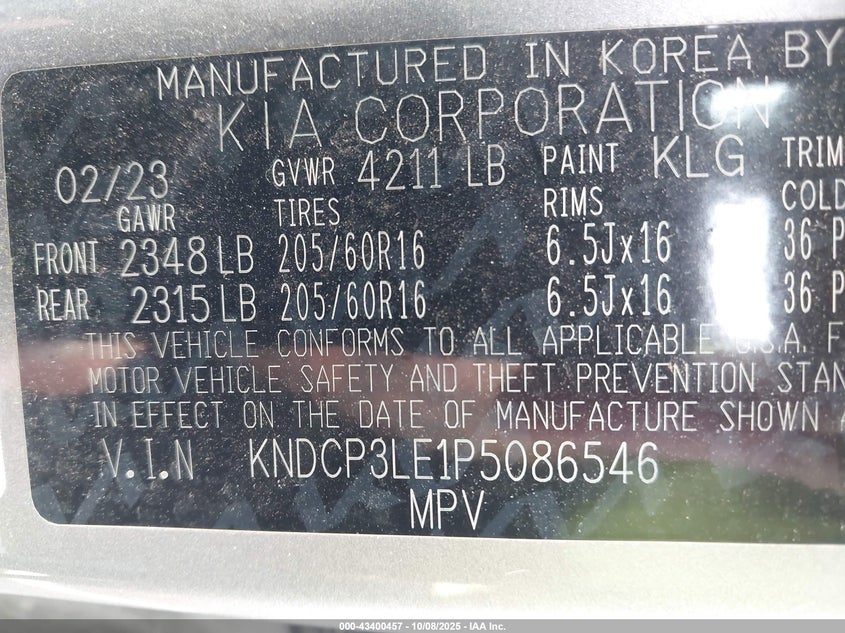 MANUFACTURED IN KOREA BY
KIA CORPORATION
02/23 GVWR 4211 LB PAINT KLG TRIM
GAWR TIRES RIMS COLD
FRONT 2348 LB 205/60R16 6.5Jx16 36 P
REAR 2315 LB 205/60R16 6.5Jx16 36 P
THIS VEHICLE CONFORMS TO ALL APPLICABLE U.S.A. F
MOTOR VEHICLE SAFETY AND THEFT PREVENTION STAN
IN EFFECT ON THE DATE OF MANUFACTURE SHOWN A
V.I.N KNDCP3LE1P5086546
MPV
000-43400457 - 10/08/2025 - IAA Inc.